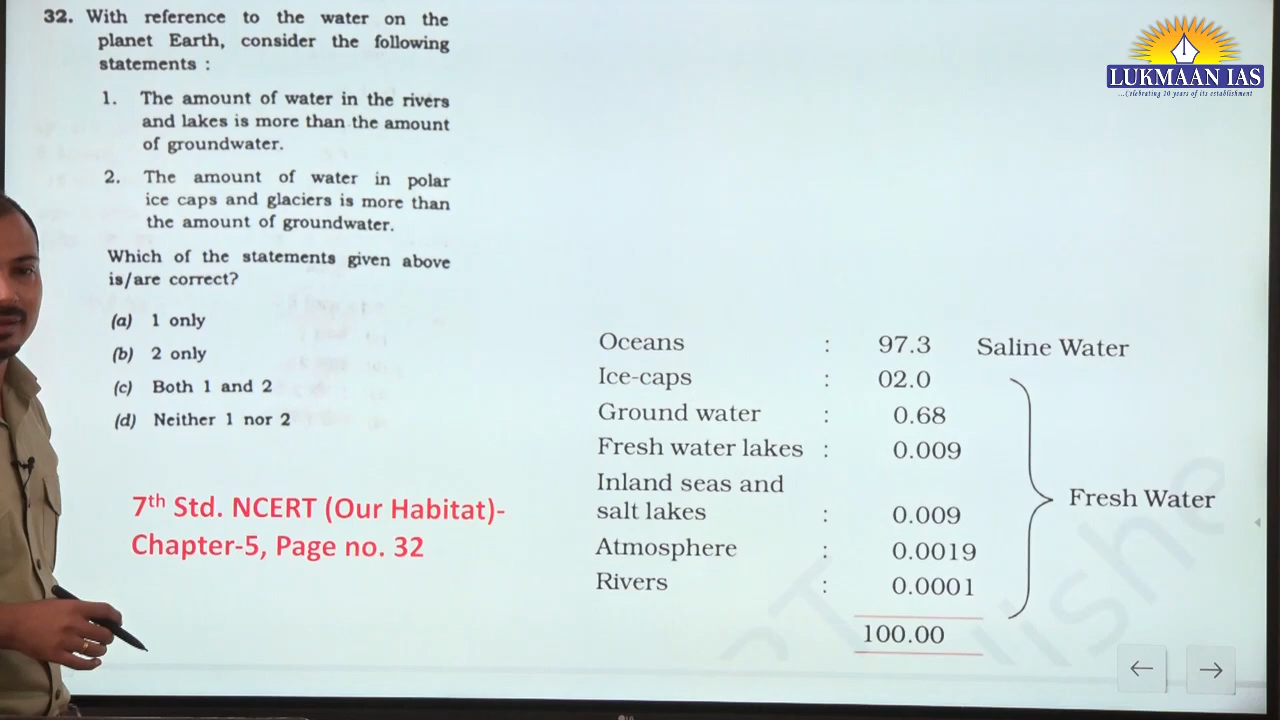 32. With reference to the water on the
planet Earth, consider the following
statements :
1. The amount of water in the rivers
and lakes is more than the amount
of groundwater.
2. The amount of water in polar
ice caps and glaciers is more than
the amount of groundwater.
Which of the statements given above
is/are correct?
(a) 1 only
(b) 2 only
(c) Both 1 and 2
(d) Neither 1 nor 2
7th Std. NCERT (Our Habitat)-
Chapter-5, Page no. 32
LUKMAAN IAS
...Celebrating 10 years of its establishment
Oceans : 97.3 Saline Water
Ice-caps : 02.0
Ground water : 0.68
Fresh water lakes : 0.009
Inland seas and
salt lakes : 0.009
Fresh Water
Atmosphere : 0.0019
Rivers : 0.0001
100.00